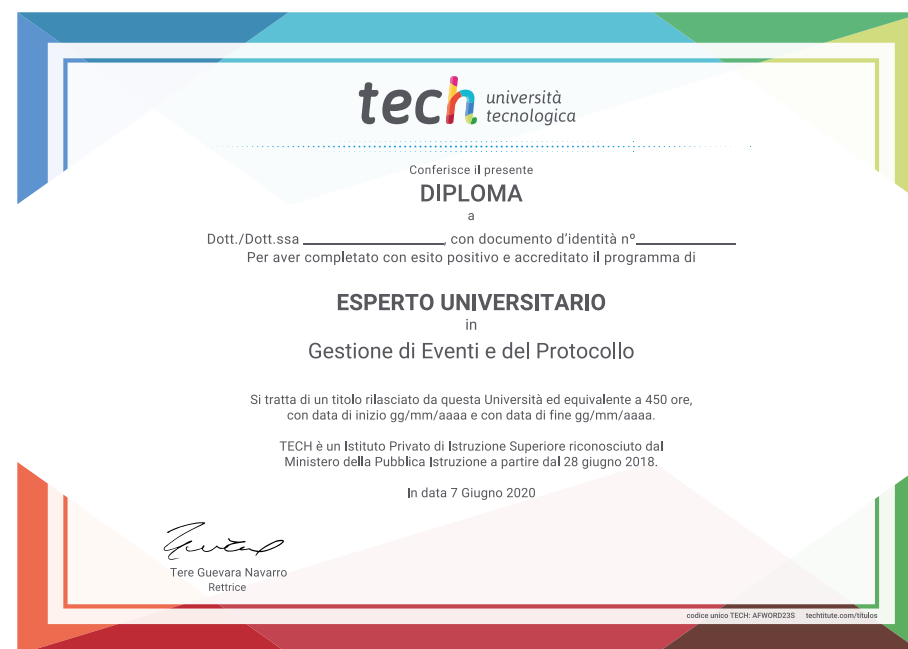 tech università
tecnologica
Conferisce il presente
DIPLOMA
a
Dott./Dott.ssa ____________________, con documento d'identità nº______________
Per aver completato con esito positivo e accreditato il programma di
ESPERTO UNIVERSITARIO
in
Gestione di Eventi e del Protocollo
Si tratta di un titolo rilasciato da questa Università ed equivalente a 450 ore,
con data di inizio gg/mm/aaaa e con data di fine gg/mm/aaaa.
TECH è un Istituto Privato di Istruzione Superiore riconosciuto dal
Ministero della Pubblica Istruzione a partire dal 28 giugno 2018.
In data 7 Giugno 2020
Tere Guevara Navarro
Rettrice
codice unico TECH: AFWORD23S techtitute.com/titulos